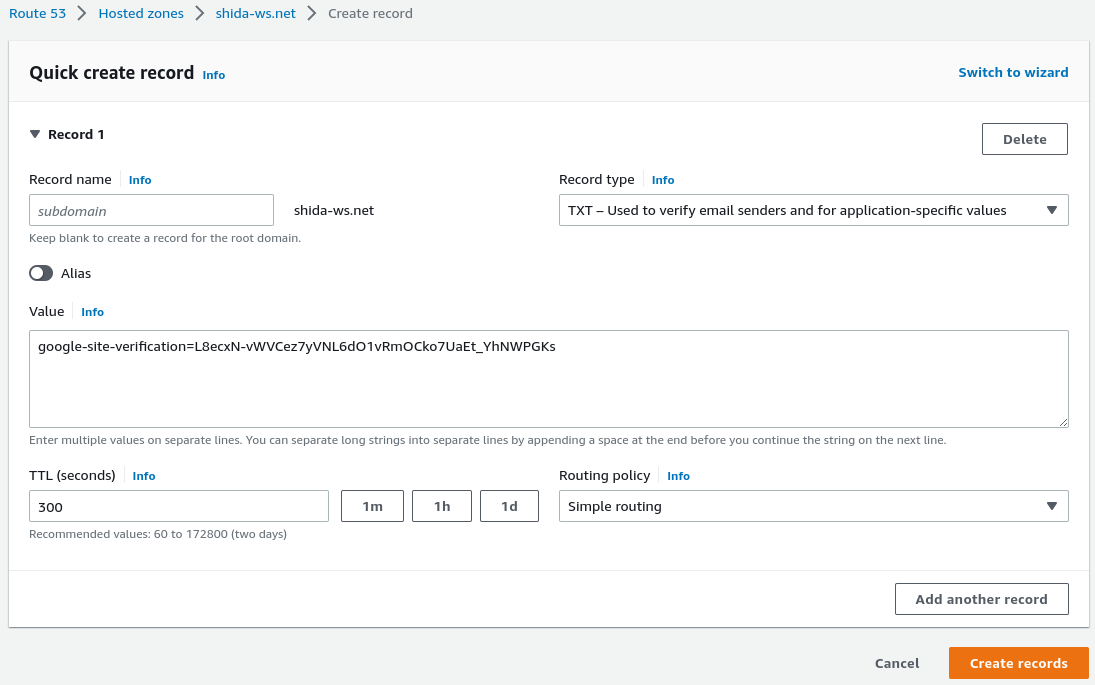 Route 53 > Hosted zones > shida-ws.net > Create record
Quick create record Info
Switch to wizard
Record 1
Delete
Record name Info
Record type Info
subdomain
shida-ws.net
TXT – Used to verify email senders and for application-specific values
Keep blank to create a record for the root domain.
Alias
Value Info
google-site-verification=L8ecxN-vWVCez7yVNL6dO1vRmOCko7UaEt_YhNWPGKs
Enter multiple values on separate lines. You can separate long strings into separate lines by appending a space at the end before you continue the string on the next line.
TTL (seconds) Info
Routing policy Info
300
1m
1h
1d
Simple routing
Recommended values: 60 to 172800 (two days)
Add another record
Cancel
Create records